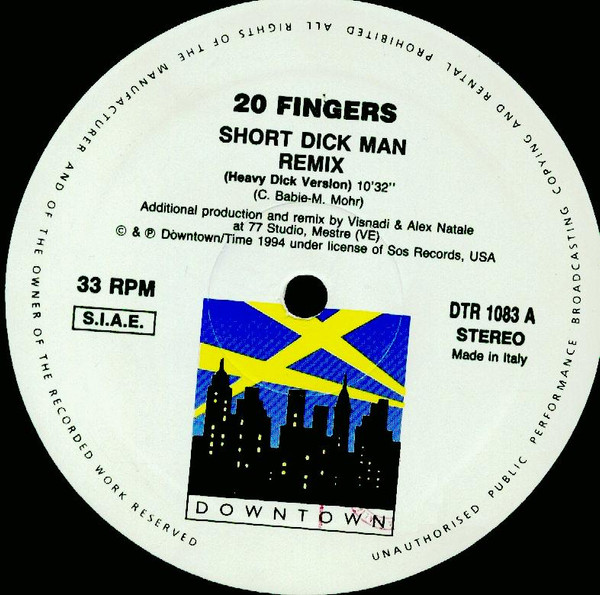 ALL RIGHTS OF THE MANUFACTURER AND OF THE OWNER OF THE RECORDED WORK RESERVED
UNAUTHORISED PUBLIC PERFORMANCE BROADCASTING COPYING AND RENTAL PROHIBITED
20 FINGERS
SHORT DICK MAN
REMIX
(Heavy Dick Version) 10'32"
(C. Babie-M. Mohr)
Additional production and remix by Visnadi & Alex Natale
at 77 Studio, Mestre (VE)
© & ℗ Downtown/Time 1994 under license of Sos Records, USA
33 RPM
S.I.A.E.
DTR 1083 A
STEREO
Made in Italy
DOWNTOWN